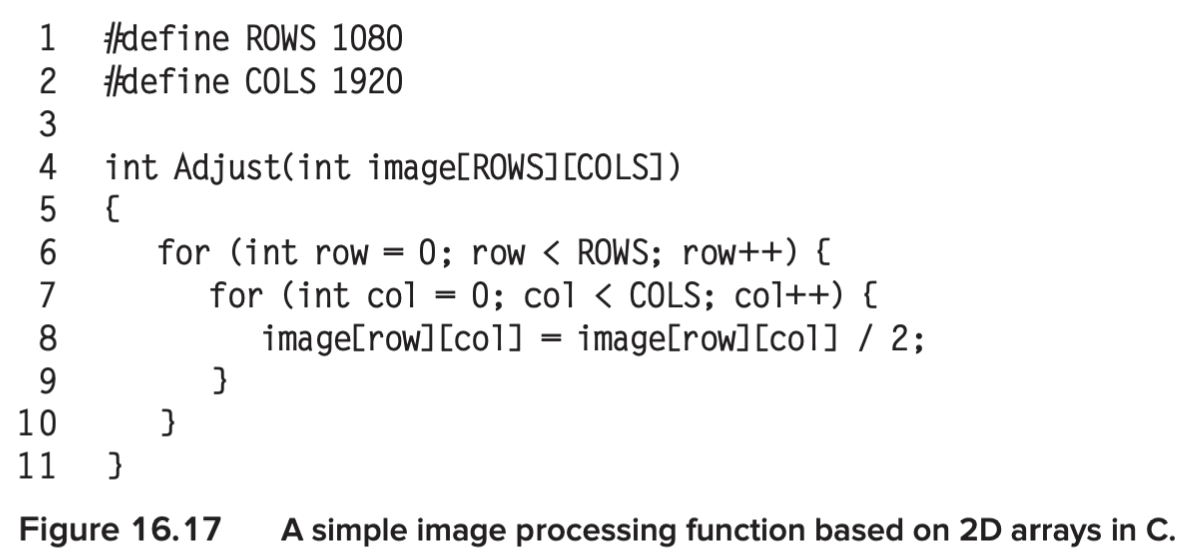 1 #define ROWS 1080
2 #define COLS 1920
3
4 int Adjust(int image[ROWS][COLS])
5 {
6 for (int row = 0; row < ROWS; row++) {
7 for (int col = 0; col < COLS; col++) {
8 image[row][col] = image[row][col] / 2;
9 }
10 }
11 }
Figure 16.17 A simple image processing function based on 2D arrays in C.